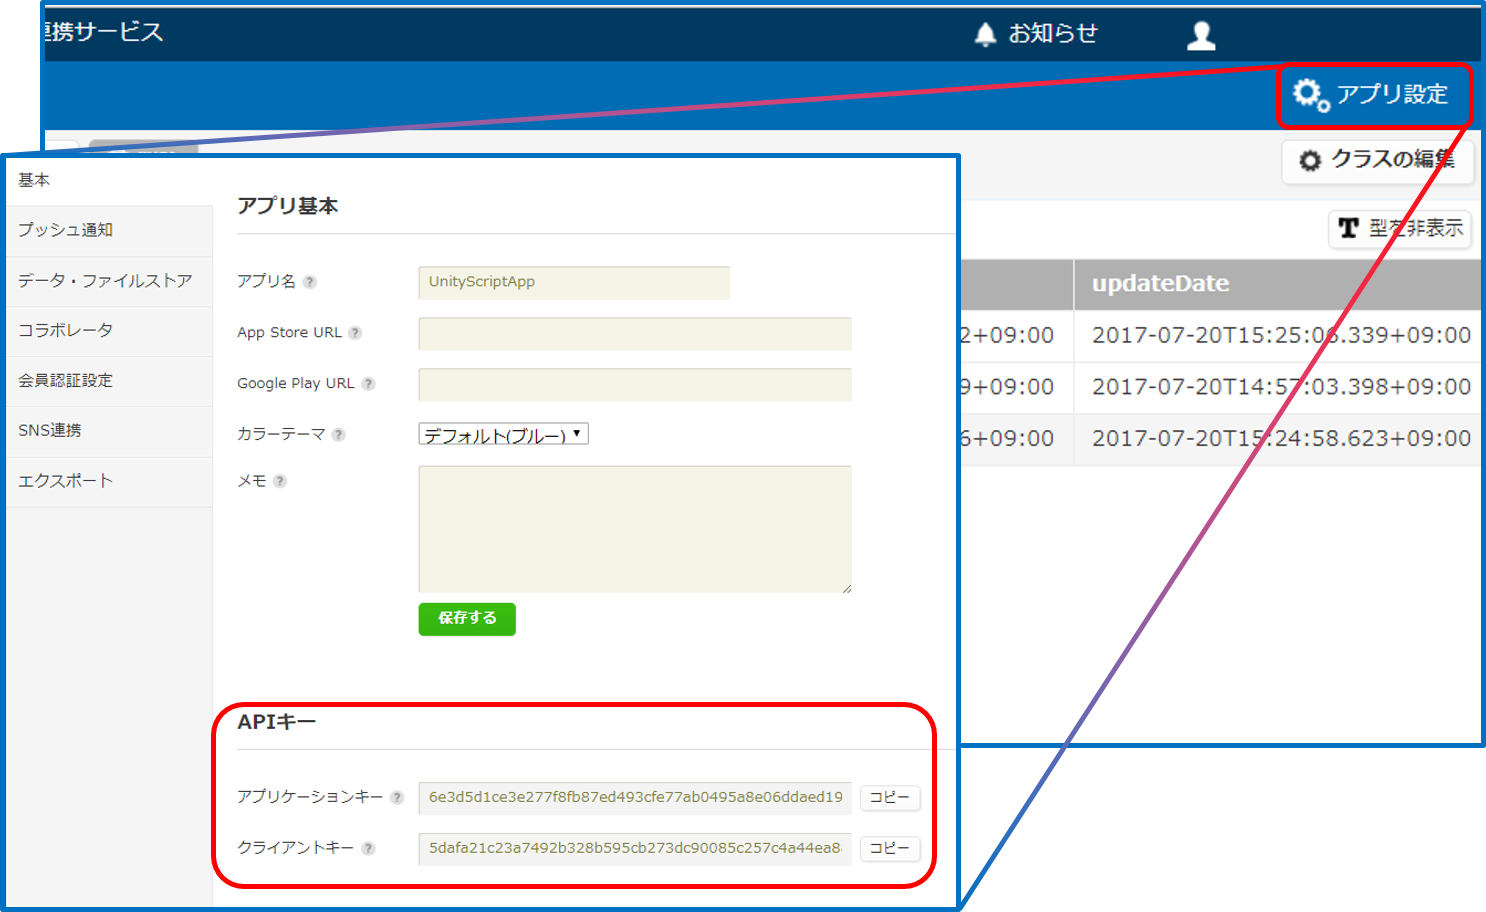 携サービス
お知らせ
アプリ設定
クラスの編集
型を非表示
updateDate
2+09:00 2017-07-20T15:25:06.339+09:00
9+09:00 2017-07-20T14:57:03.398+09:00
6+09:00 2017-07-20T15:24:58.623+09:00
基本
プッシュ通知
データ・ファイルストア
コラボレータ
会員認証設定
SNS連携
エクスポート
アプリ基本
アプリ名 ? UnityScriptApp
App Store URL ?
Google Play URL ?
カラーテーマ ? デフォルト(ブルー) ▼
メモ ?
保存する
APIキー
アプリケーションキー ? 6e3d5d1ce3e277f8fb87ed493cfe77ab0495a8e06ddaed19 コピー
クライアントキー ? 5dafa21c23a7492b328b595cb273dc90085c257c4a44ea8 コピー